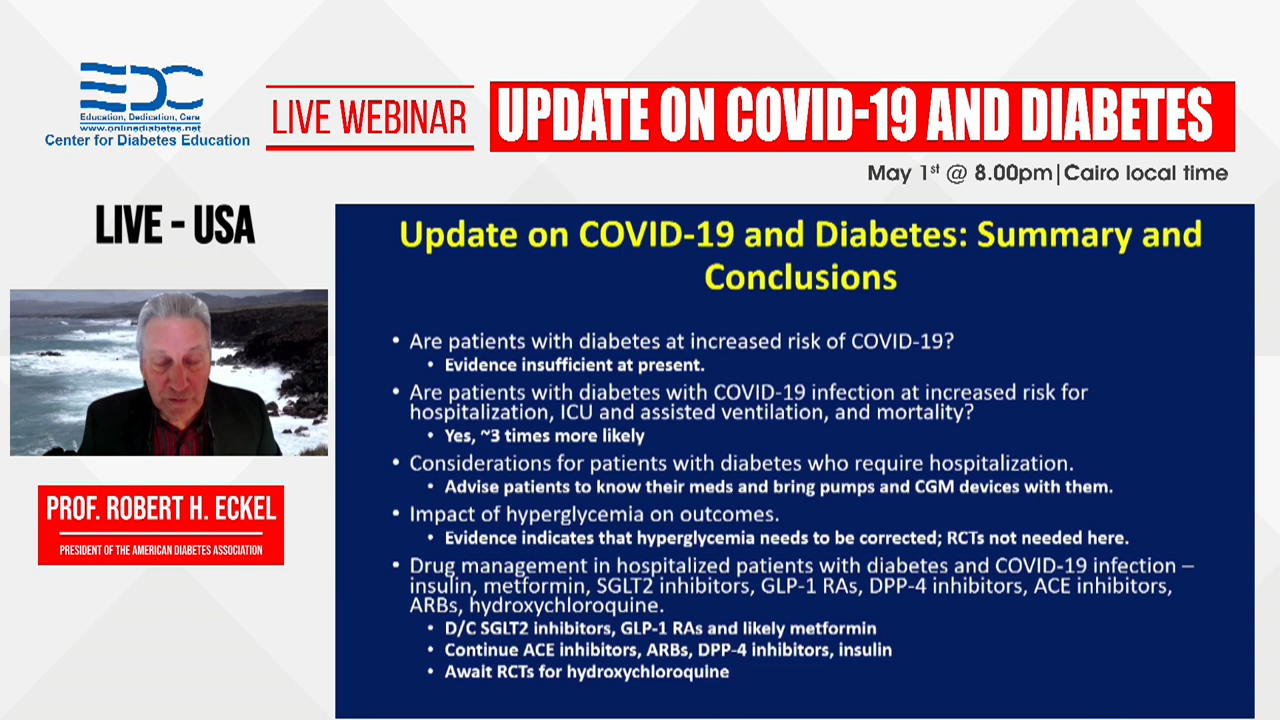 EDC
Education, Dedication, Care
www.onlinediabetes.net
Center for Diabetes Education
LIVE WEBINAR
UPDATE ON COVID-19 AND DIABETES
May 1st @ 8.00pm|Cairo local time
LIVE - USA
PROF. ROBERT H. ECKEL
PRESIDENT OF THE AMERICAN DIABETES ASSOCIATION
Update on COVID-19 and Diabetes: Summary and
Conclusions
• Are patients with diabetes at increased risk of COVID-19?
• Evidence insufficient at present.
• Are patients with diabetes with COVID-19 infection at increased risk for
hospitalization, ICU and assisted ventilation, and mortality?
• Yes, ~3 times more likely
• Considerations for patients with diabetes who require hospitalization.
• Advise patients to know their meds and bring pumps and CGM devices with them.
• Impact of hyperglycemia on outcomes.
• Evidence indicates that hyperglycemia needs to be corrected; RCTs not needed here.
• Drug management in hospitalized patients with diabetes and COVID-19 infection –
insulin, metformin, SGLT2 inhibitors, GLP-1 RAs, DPP-4 inhibitors, ACE inhibitors,
ARBs, hydroxychloroquine.
• D/C SGLT2 inhibitors, GLP-1 RAs and likely metformin
• Continue ACE inhibitors, ARBs, DPP-4 inhibitors, insulin
• Await RCTs for hydroxychloroquine